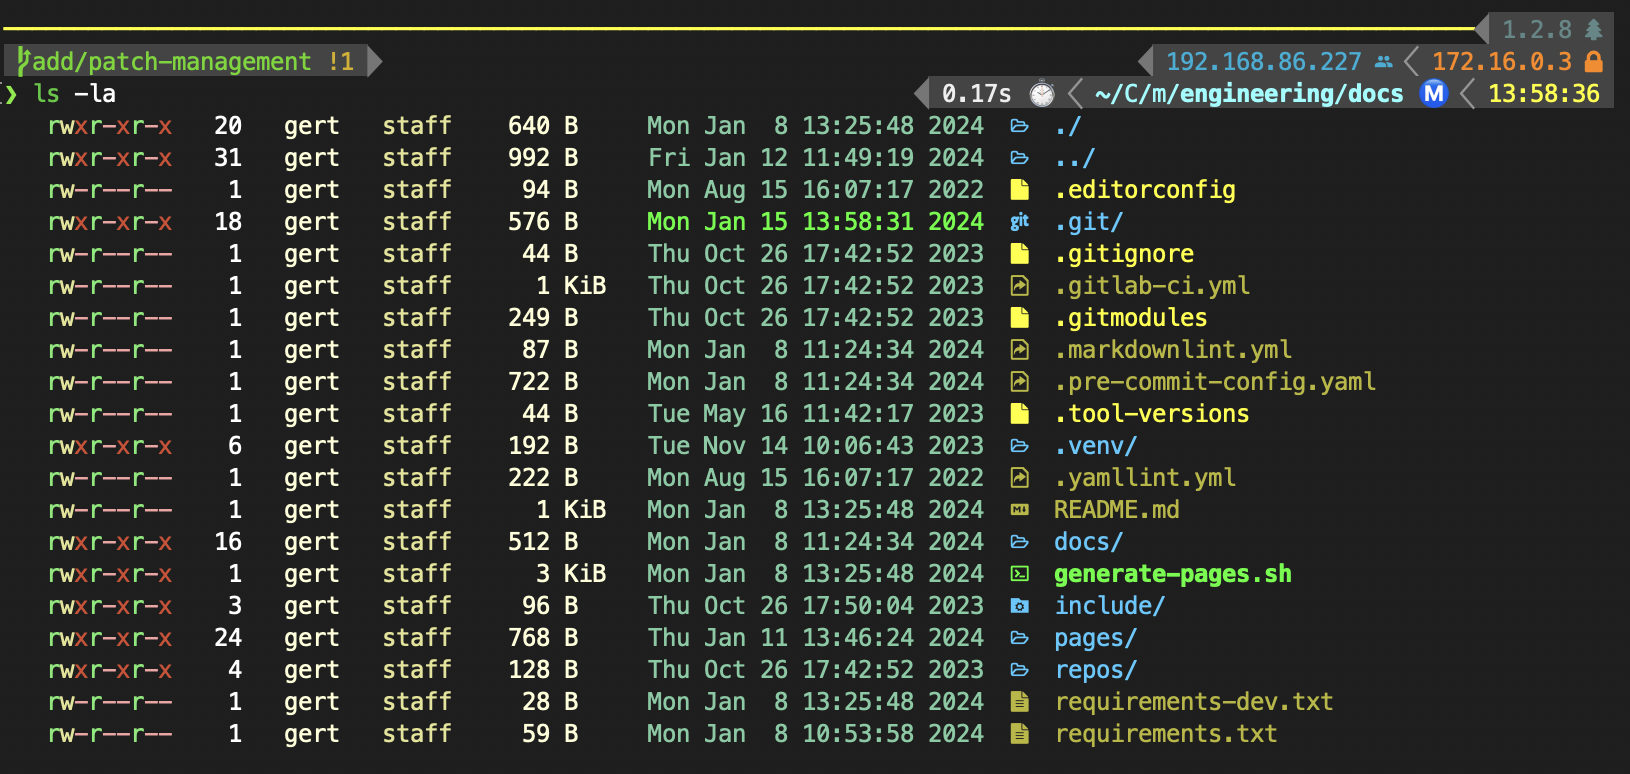 1.2.8
add/patch-management !1 192.168.86.227 172.16.0.3
❯ ls -la 0.17s ~/C/m/engineering/docs M 13:58:36
rwxr-xr-x 20 gert staff 640 B Mon Jan 8 13:25:48 2024 ./
rwxr-xr-x 31 gert staff 992 B Fri Jan 12 11:49:19 2024 ../
rw-r--r-- 1 gert staff 94 B Mon Aug 15 16:07:17 2022 .editorconfig
rwxr-xr-x 18 gert staff 576 B Mon Jan 15 13:58:31 2024 git .git/
rw-r--r-- 1 gert staff 44 B Thu Oct 26 17:42:52 2023 .gitignore
rw-r--r-- 1 gert staff 1 KiB Thu Oct 26 17:42:52 2023 .gitlab-ci.yml
rw-r--r-- 1 gert staff 249 B Thu Oct 26 17:42:52 2023 .gitmodules
rw-r--r-- 1 gert staff 87 B Mon Jan 8 11:24:34 2024 .markdownlint.yml
rw-r--r-- 1 gert staff 722 B Mon Jan 8 11:24:34 2024 .pre-commit-config.yaml
rw-r--r-- 1 gert staff 44 B Tue May 16 11:42:17 2023 .tool-versions
rwxr-xr-x 6 gert staff 192 B Tue Nov 14 10:06:43 2023 .venv/
rw-r--r-- 1 gert staff 222 B Mon Aug 15 16:07:17 2022 .yamllint.yml
rw-r--r-- 1 gert staff 1 KiB Mon Jan 8 13:25:48 2024 README.md
rwxr-xr-x 16 gert staff 512 B Mon Jan 8 11:24:34 2024 docs/
rwxr-xr-x 1 gert staff 3 KiB Mon Jan 8 13:25:48 2024 generate-pages.sh
rwxr-xr-x 3 gert staff 96 B Thu Oct 26 17:50:04 2023 include/
rwxr-xr-x 24 gert staff 768 B Thu Jan 11 13:46:24 2024 pages/
rwxr-xr-x 4 gert staff 128 B Thu Oct 26 17:42:52 2023 repos/
rw-r--r-- 1 gert staff 28 B Mon Jan 8 13:25:48 2024 requirements-dev.txt
rw-r--r-- 1 gert staff 59 B Mon Jan 8 10:53:58 2024 requirements.txt